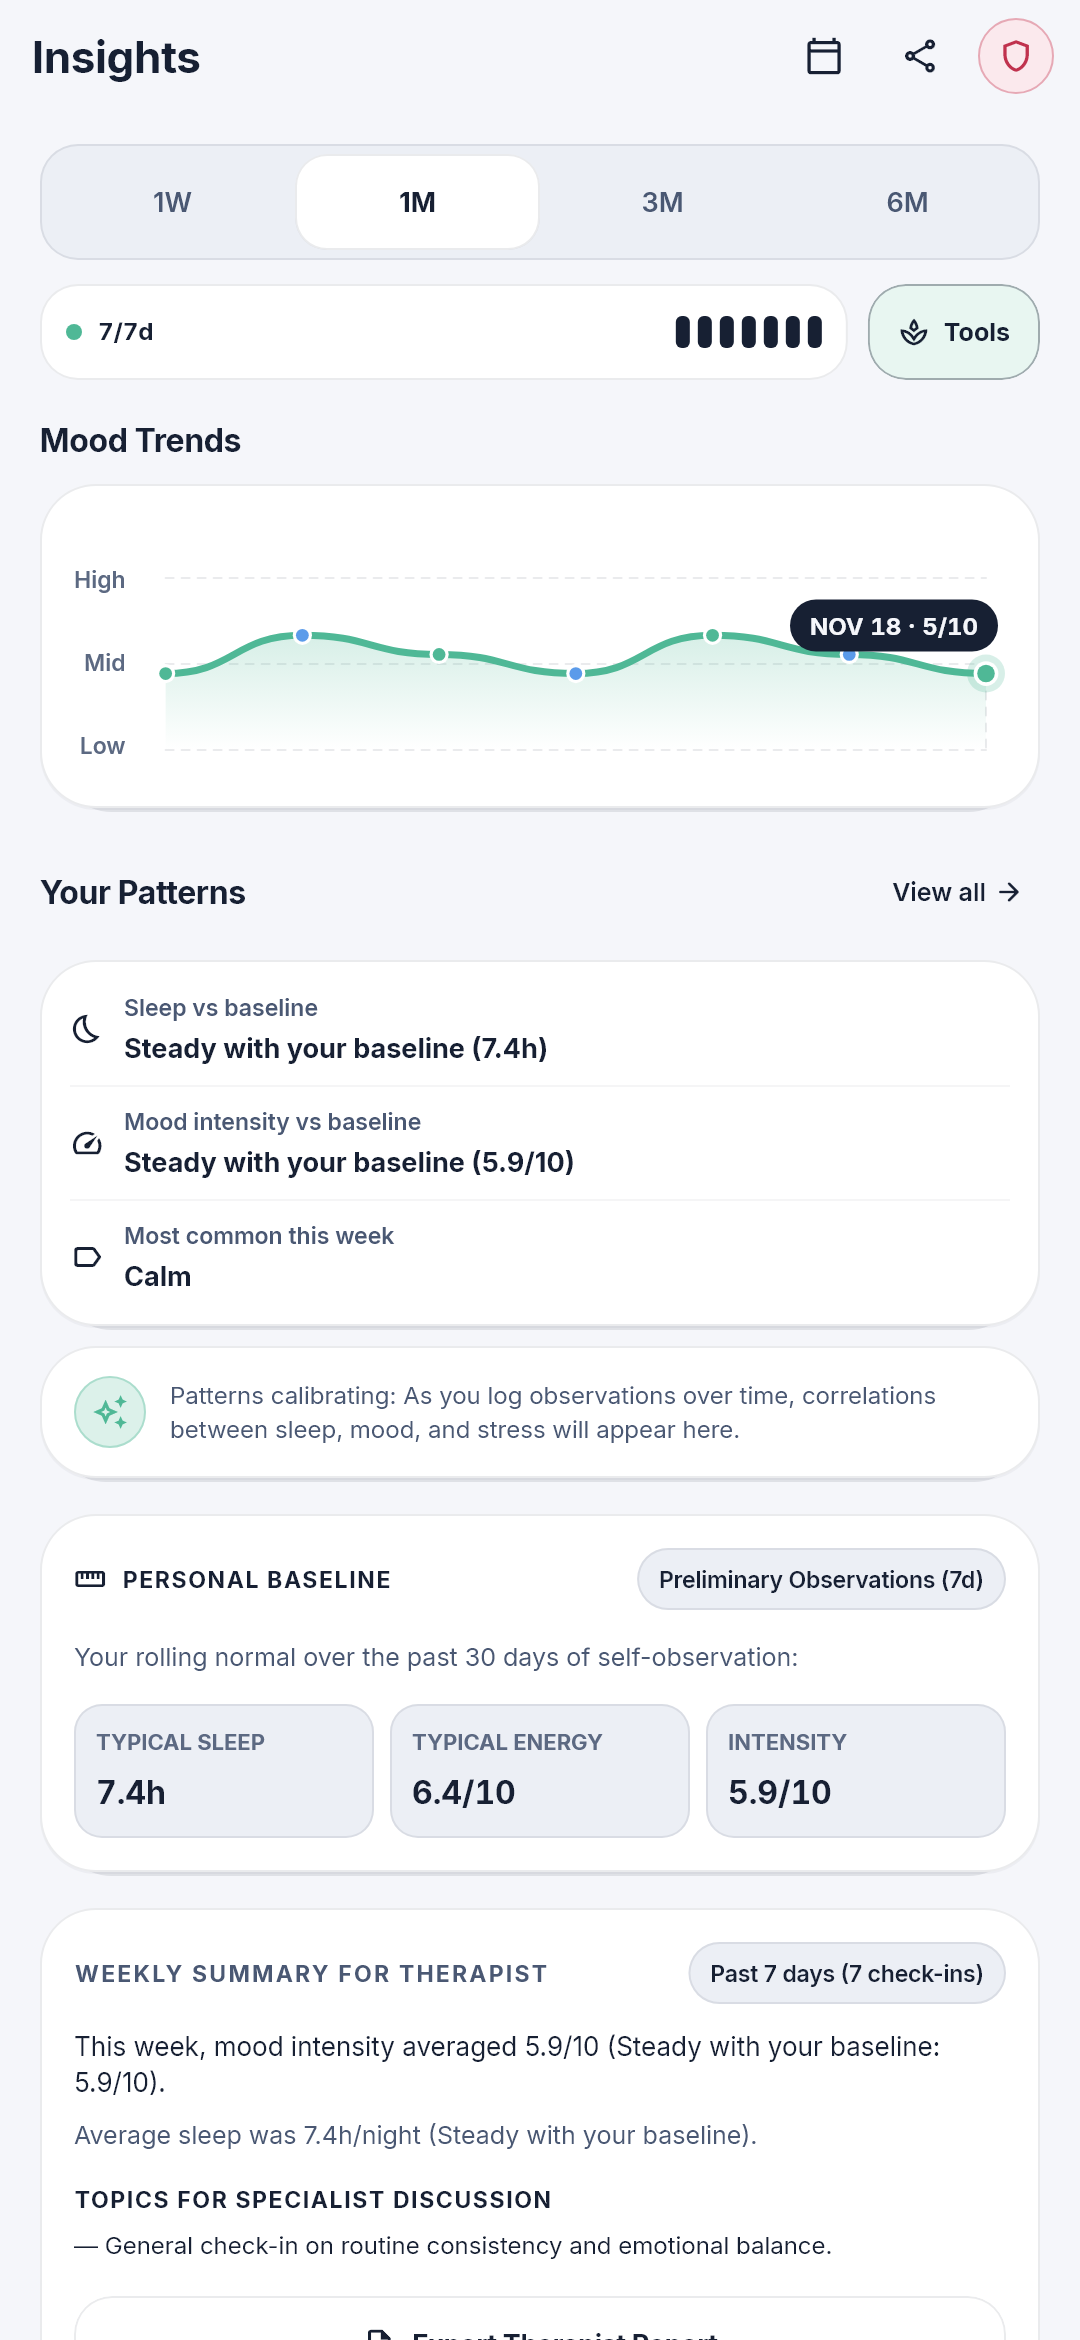 Insights
1W
1M
3M
6M
7/7d
Tools
Mood Trends
High
NOV 18 · 5/10
Mid
Low
Your Patterns
View all
Sleep vs baseline
Steady with your baseline (7.4h)
Mood intensity vs baseline
Steady with your baseline (5.9/10)
Most common this week
Calm
Patterns calibrating: As you log observations over time, correlations
between sleep, mood, and stress will appear here.
PERSONAL BASELINE
Preliminary Observations (7d)
Your rolling normal over the past 30 days of self-observation:
TYPICAL SLEEP
7.4h
TYPICAL ENERGY
6.4/10
INTENSITY
5.9/10
WEEKLY SUMMARY FOR THERAPIST
Past 7 days (7 check-ins)
This week, mood intensity averaged 5.9/10 (Steady with your baseline:
5.9/10).
Average sleep was 7.4h/night (Steady with your baseline).
TOPICS FOR SPECIALIST DISCUSSION
— General check-in on routine consistency and emotional balance.
Export Therapist Report